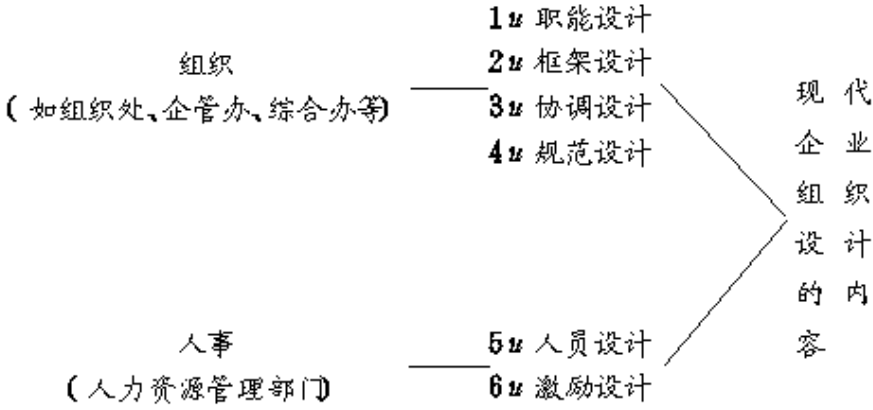 组织
(如组织处、企管办、综合办等)
1u 职能设计
2u 框架设计
3u 协调设计
4u 规范设计
人事
(人力资源管理部门)
5u 人员设计
6u 激励设计
现代
企业
组织
设计
的内
容